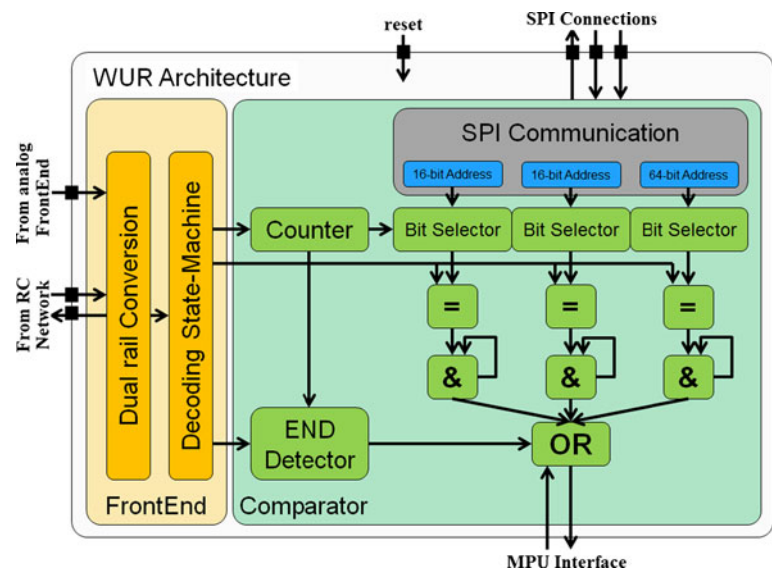 reset
SPI Connections
WUR Architecture
SPI Communication
16-bit Address
16-bit Address
64-bit Address
From analog
FrontEnd
Counter
Bit Selector
Bit Selector
Bit Selector
From RC
Network
Dual rail Conversion
Decoding State-Machine
=
=
=
&
&
&
END
Detector
OR
FrontEnd
Comparator
MPU Interface